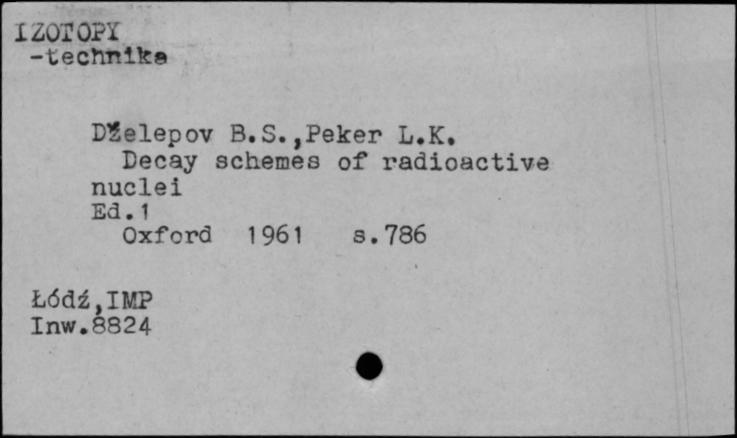 IZOTOPY
-technika
Dželepov B.S.,Peker L.K.
Decay schemes of radioactive
nuclei
Ed.1
Oxford 1961 s.786
Łódź,IMP
Inw.8824